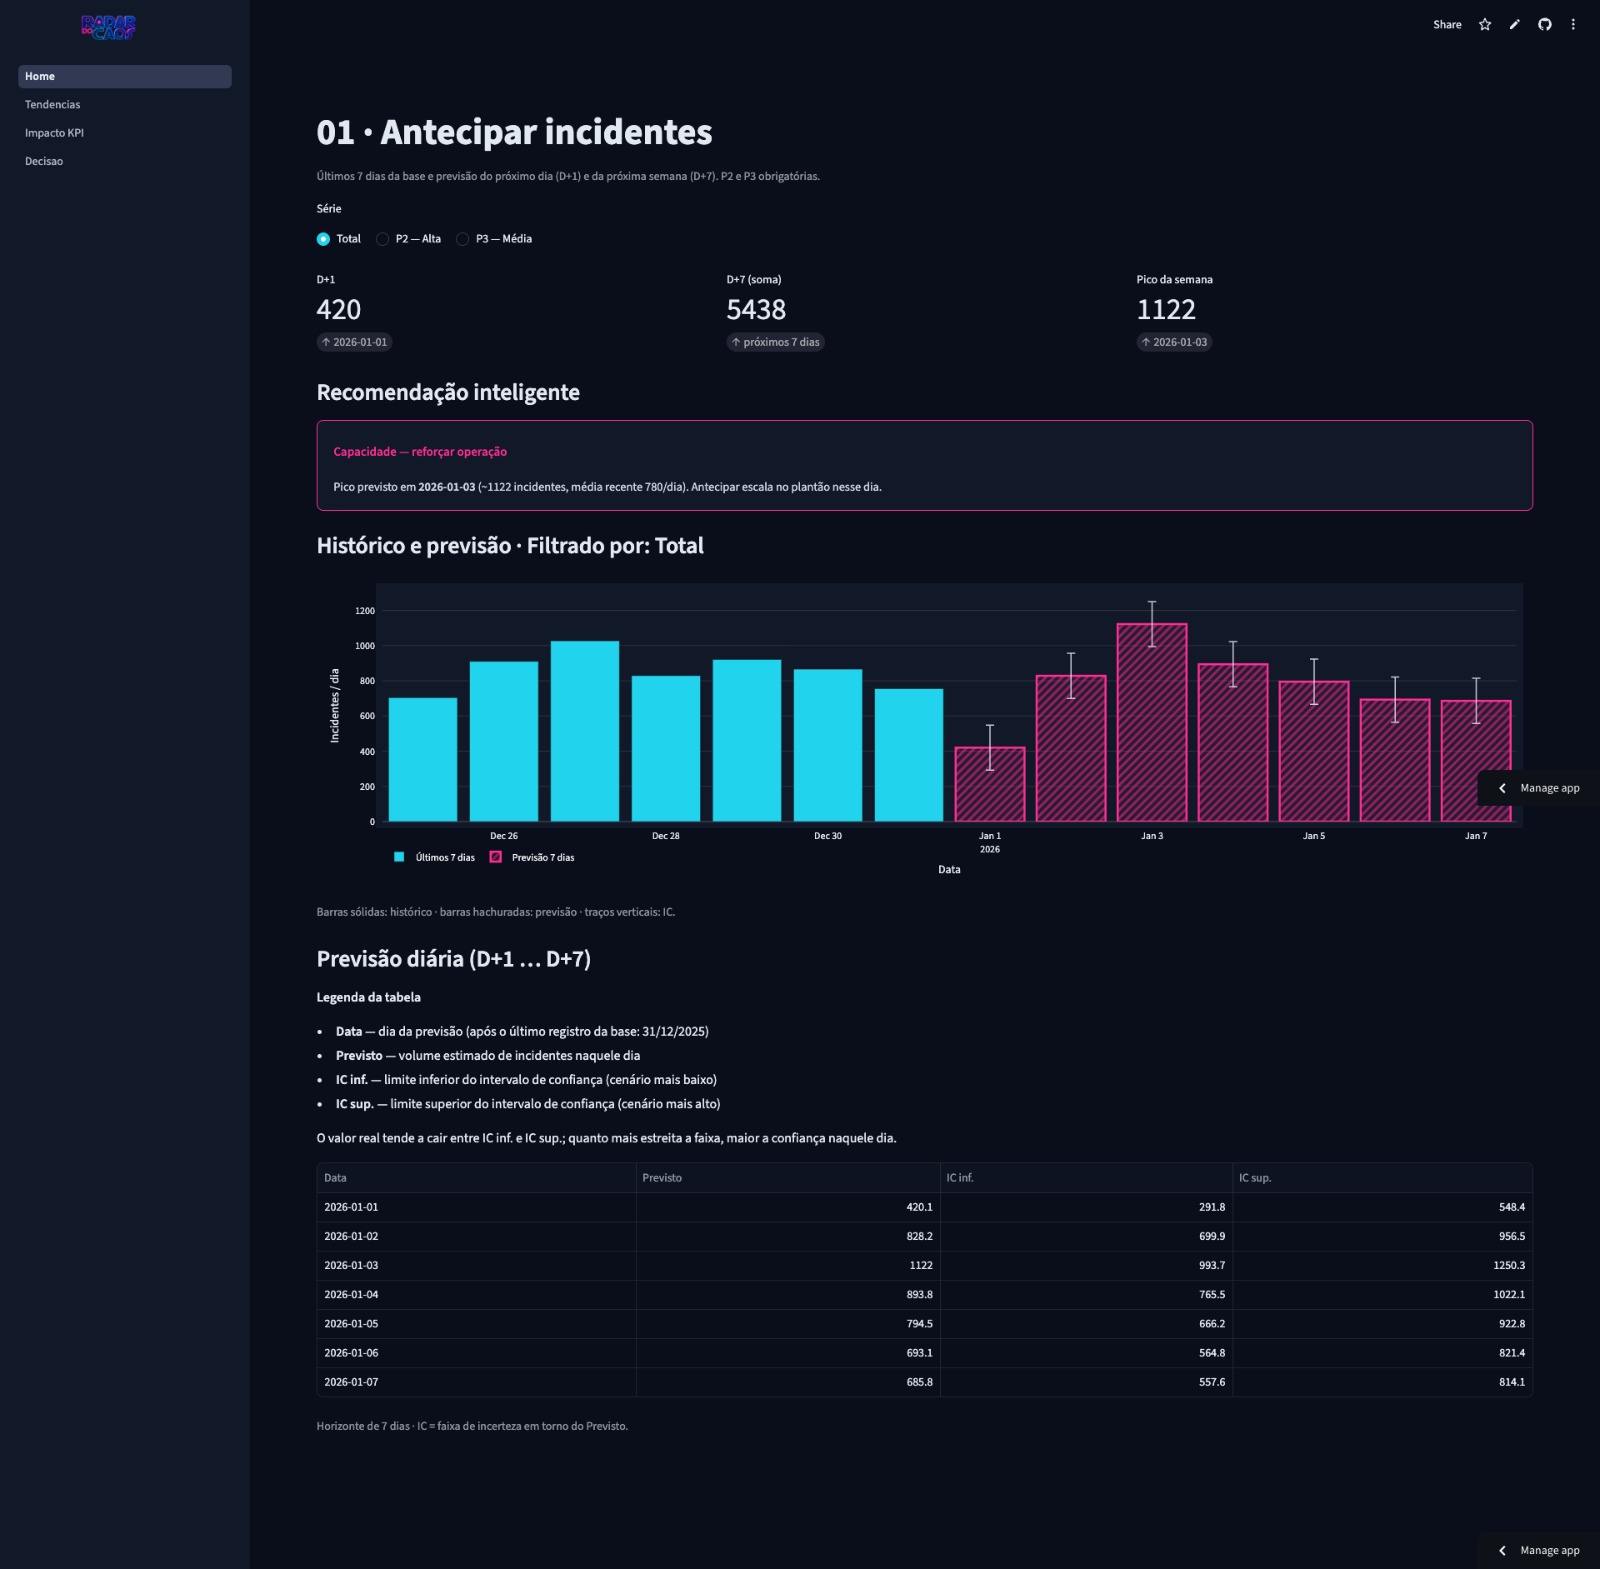 RADAR
DO CAOS
Share
Home
Tendencias
Impacto KPI
Decisao
01 · Antecipar incidentes
Últimos 7 dias da base e previsão do próximo dia (D+1) e da próxima semana (D+7). P2 e P3 obrigatórias.
Série
Total P2 — Alta P3 — Média
D+1 D+7 (soma) Pico da semana
420 5438 1122
↑ 2026-01-01 ↑ próximos 7 dias ↑ 2026-01-03
Recomendação inteligente
Capacidade — reforçar operação
Pico previsto em 2026-01-03 (~1122 incidentes, média recente 780/dia). Antecipar escala no plantão nesse dia.
Histórico e previsão · Filtrado por: Total
Incidentes / dia
1200
1000
800
600
400
200
0
Dec 26 Dec 28 Dec 30 Jan 1 Jan 3 Jan 5 Jan 7
2026
Últimos 7 dias Previsão 7 dias
Data
Manage app
Barras sólidas: histórico · barras hachuradas: previsão · traços verticais: IC.
Previsão diária (D+1 … D+7)
Legenda da tabela
• Data — dia da previsão (após o último registro da base: 31/12/2025)
• Previsto — volume estimado de incidentes naquele dia
• IC inf. — limite inferior do intervalo de confiança (cenário mais baixo)
• IC sup. — limite superior do intervalo de confiança (cenário mais alto)
O valor real tende a cair entre IC inf. e IC sup.; quanto mais estreita a faixa, maior a confiança naquele dia.
Data Previsto IC inf. IC sup.
2026-01-01 420.1 291.8 548.4
2026-01-02 828.2 699.9 956.5
2026-01-03 1122 993.7 1250.3
2026-01-04 893.8 765.5 1022.1
2026-01-05 794.5 666.2 922.8
2026-01-06 693.1 564.8 821.4
2026-01-07 685.8 557.6 814.1
Horizonte de 7 dias · IC = faixa de incerteza em torno do Previsto.
Manage app